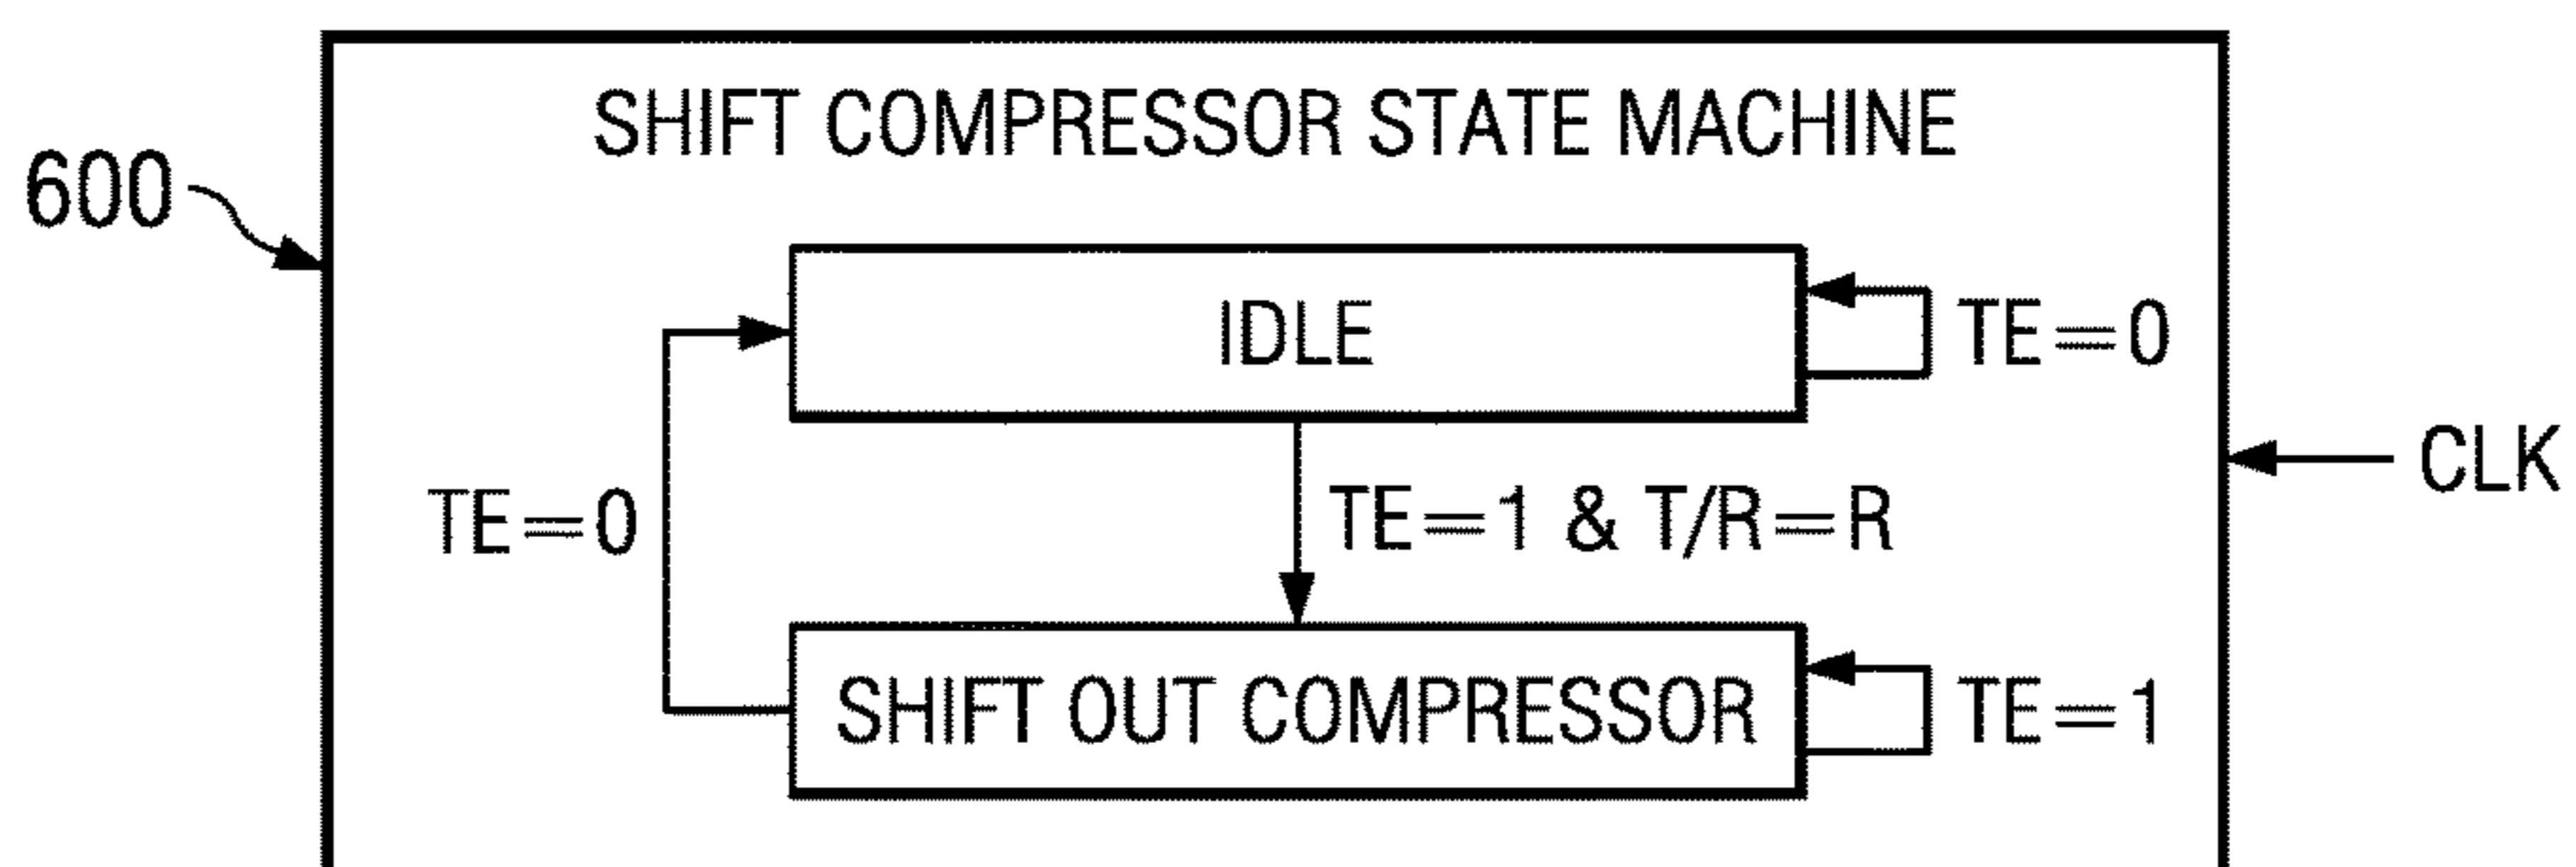 SHIFT COMPRESSOR STATE MACHINE
600
IDLE
TE=0
CLK
TE=0
TE=1 & T/R=R
SHIFT OUT COMPRESSOR
TE=1